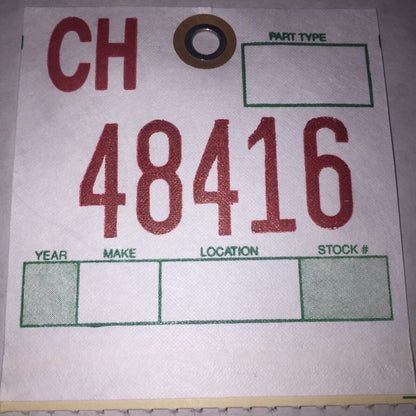 CH
PART TYPE
48416
YEAR MAKE LOCATION STOCK #